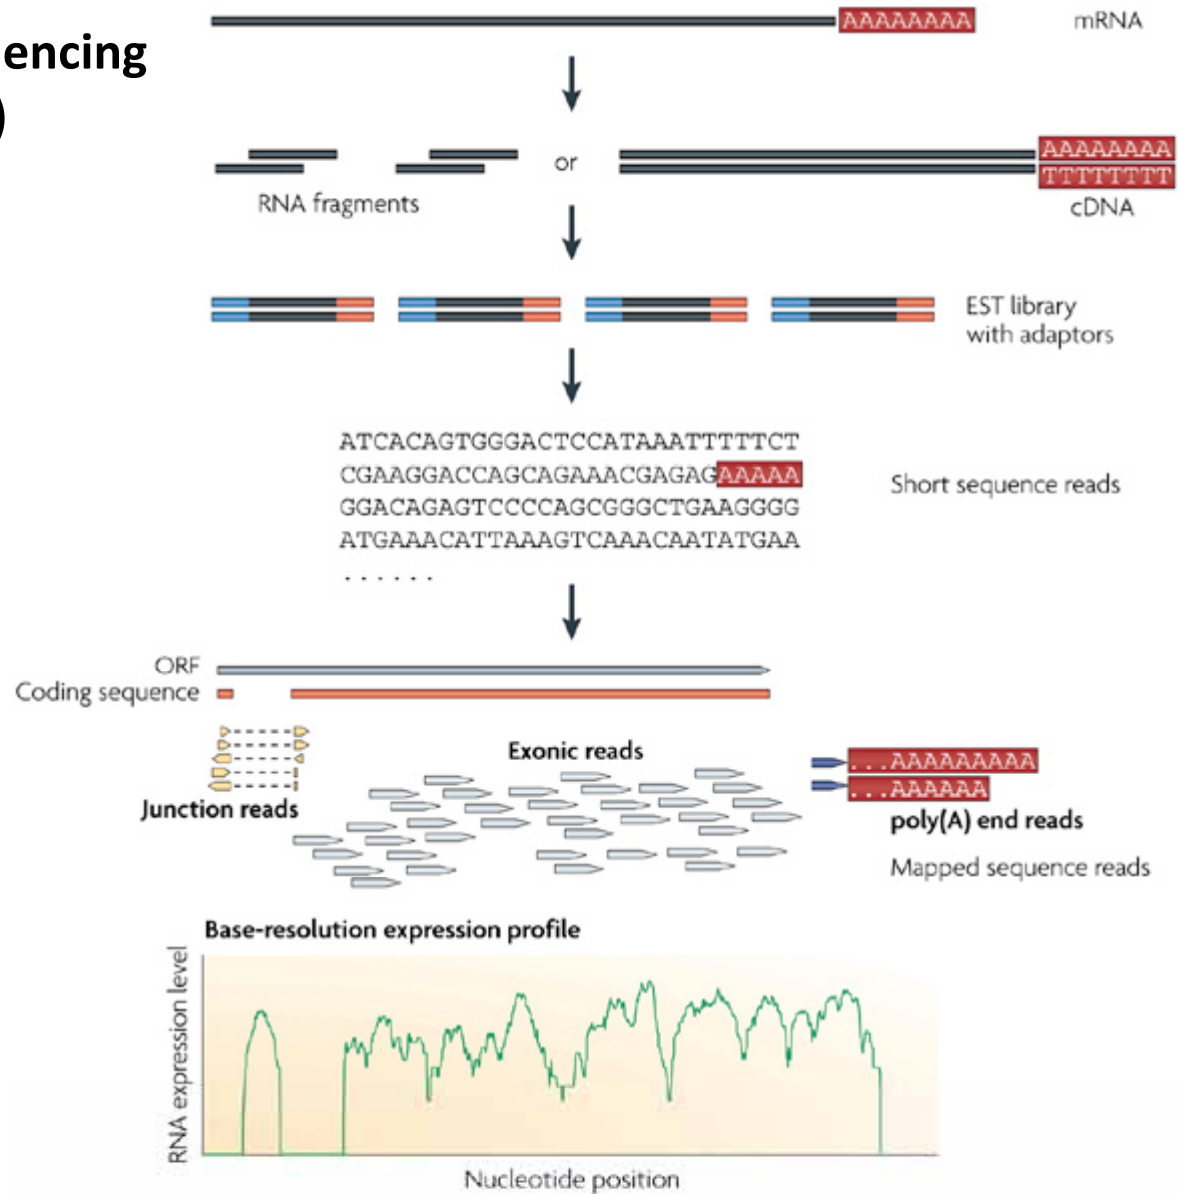 encing
)
AAAAAAAA mRNA
or
AAAAAAAA
TTTTTTTT
RNA fragments
cDNA
EST library
with adaptors
ATCACAGTGGGACTCCATAAATTTTTCT
CGAAGGACCAGCAGAAACGAGAGAAAAA
GGACAGAGTCCCCAGCGGGCTGAAGGGG
ATGAAACATTAAAGTCAAACAATATGAA
. . . . . .
Short sequence reads
ORF
Coding sequence
Exonic reads
Junction reads
...AAAAAAAAA
...AAAAAA
poly(A) end reads
Mapped sequence reads
Base-resolution expression profile
RNA expression level
Nucleotide position